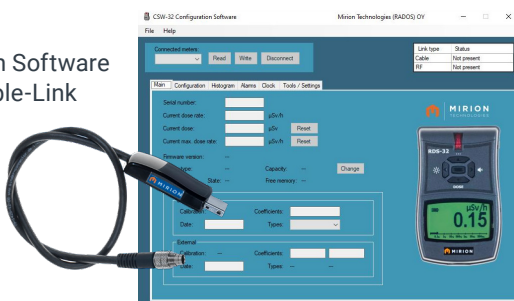 CSW-32 Configuration Software Mirion Technologies (RADOS) OY
File Help
n Software
ble-Link
Connected meters:
Read Write Disconnect
Link type Status
Cable Not present
RF Not present
Main Configuration Histogram Alarms Clock Tools / Settings
Serial number:
Current dose rate: µSv/h
Current dose: µSv Reset
Current max. dose rate: µSv/h Reset
Firmware version: --
type: -- Capacity: -- Change
State: -- Free memory: --
Calibration: Coefficients:
Date: Types:
External
Calibration: -- Coefficients:
Date: Types: -- --
MIRION
TECHNOLOGIES
RDS-32
µSv/h
0.15
MIRION
MIRION